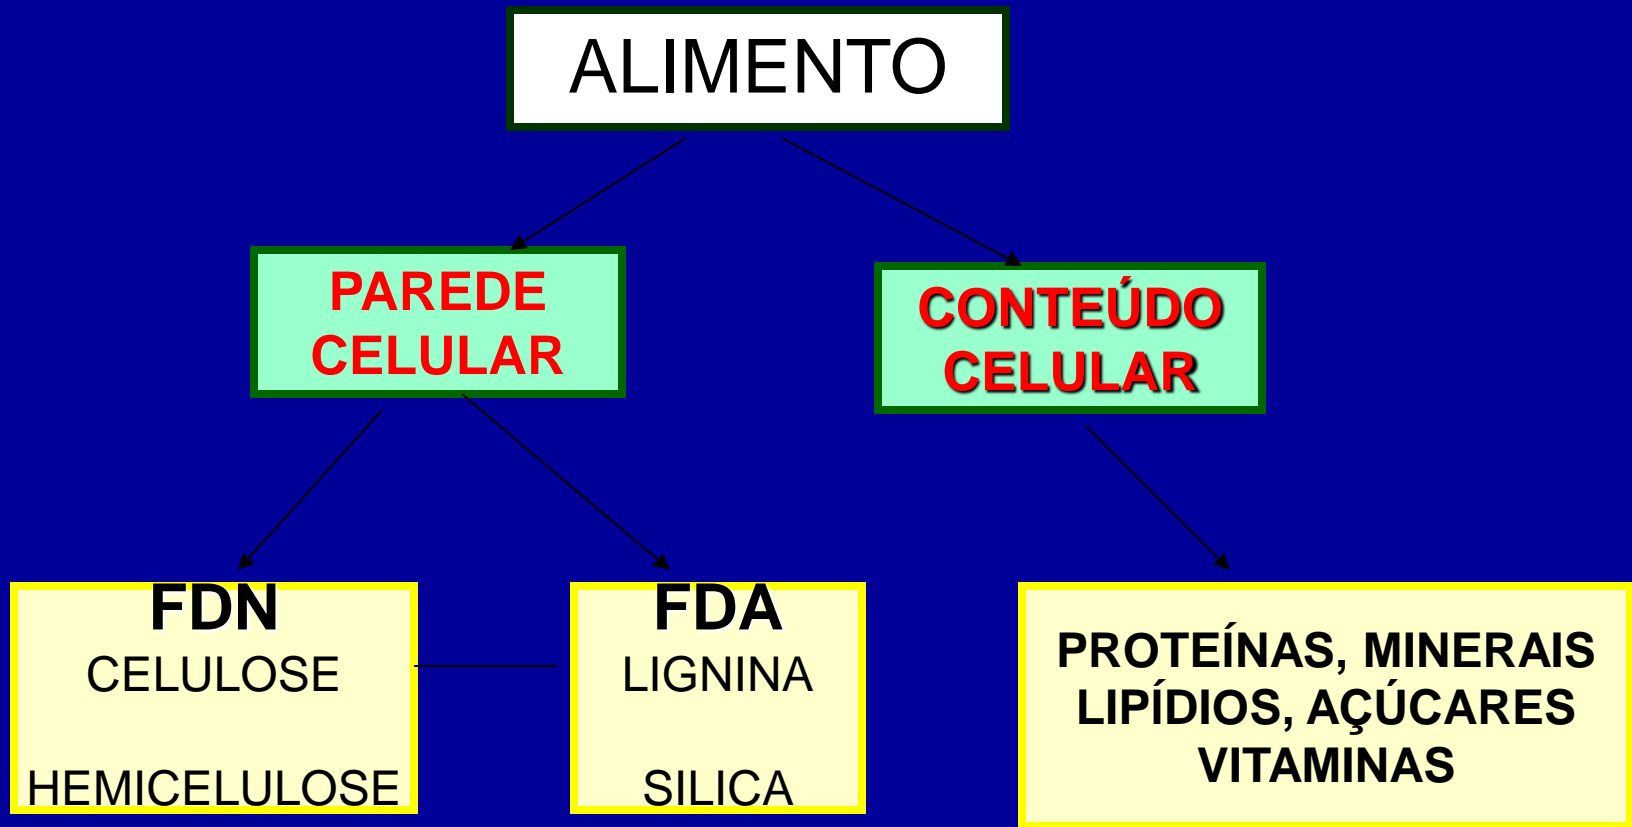 ALIMENTO
PAREDE
CELULAR
CONTEÚDO
CELULAR
FDN
CELULOSE
HEMICELULOSE
FDA
LIGNINA
SILICA
PROTEÍNAS, MINERAIS
LIPÍDIOS, AÇÚCARES
VITAMINAS